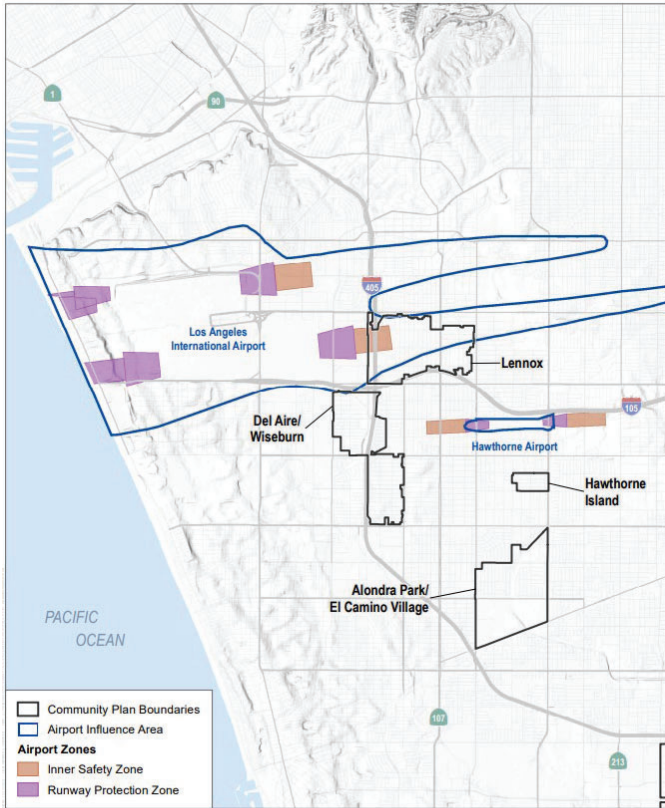 1
90
405
Los Angeles
International Airport
Lennox
105
Del Aire/
Wiseburn
Hawthorne Airport
Hawthorne
Island
Alondra Park/
El Camino Village
PACIFIC
OCEAN
107
213
Community Plan Boundaries
Airport Influence Area
Airport Zones
Inner Safety Zone
Runway Protection Zone